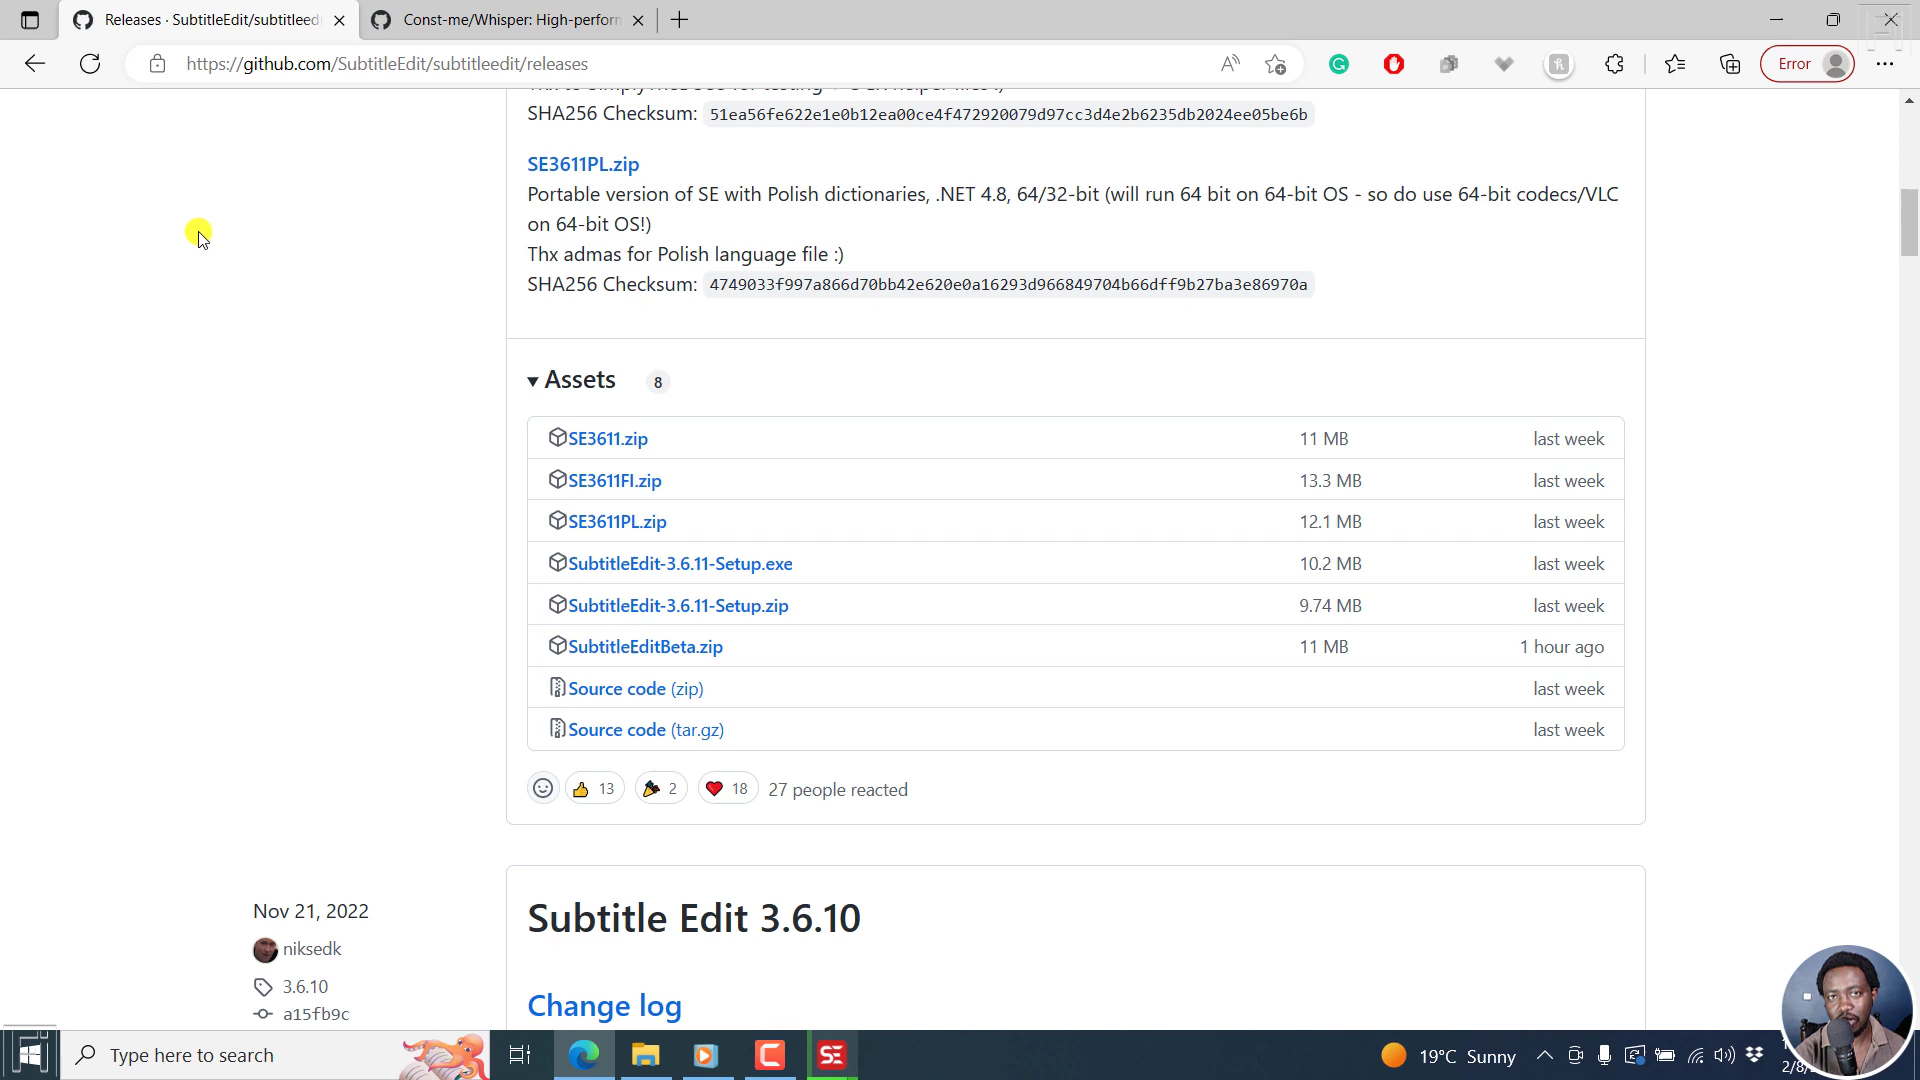 Releases · SubtitleEdit/subtitleed
Const-me/Whisper: High-perforn
https://github.com/SubtitleEdit/subtitleedit/releases
Error
SHA256 Checksum: 51ea56fe622e1e0b12ea00ce4f472920079d97cc3d4e2b6235db2024ee05be6b
SE3611PL.zip
Portable version of SE with Polish dictionaries, .NET 4.8, 64/32-bit (will run 64 bit on 64-bit OS - so do use 64-bit codecs/VLC
on 64-bit OS!)
Thx admas for Polish language file :)
SHA256 Checksum: 4749033f997a866d70bb42e620e0a16293d966849704b66dff9b27ba3e86970a
Assets 8
SE3611.zip 11 MB last week
SE3611FI.zip 13.3 MB last week
SE3611PL.zip 12.1 MB last week
SubtitleEdit-3.6.11-Setup.exe 10.2 MB last week
SubtitleEdit-3.6.11-Setup.zip 9.74 MB last week
SubtitleEditBeta.zip 11 MB 1 hour ago
Source code (zip) last week
Source code (tar.gz) last week
13 2 18 27 people reacted
Nov 21, 2022
niksedk
3.6.10
a15fb9c
Subtitle Edit 3.6.10
Change log
Type here to search
SE
19°C Sunny
2/8/